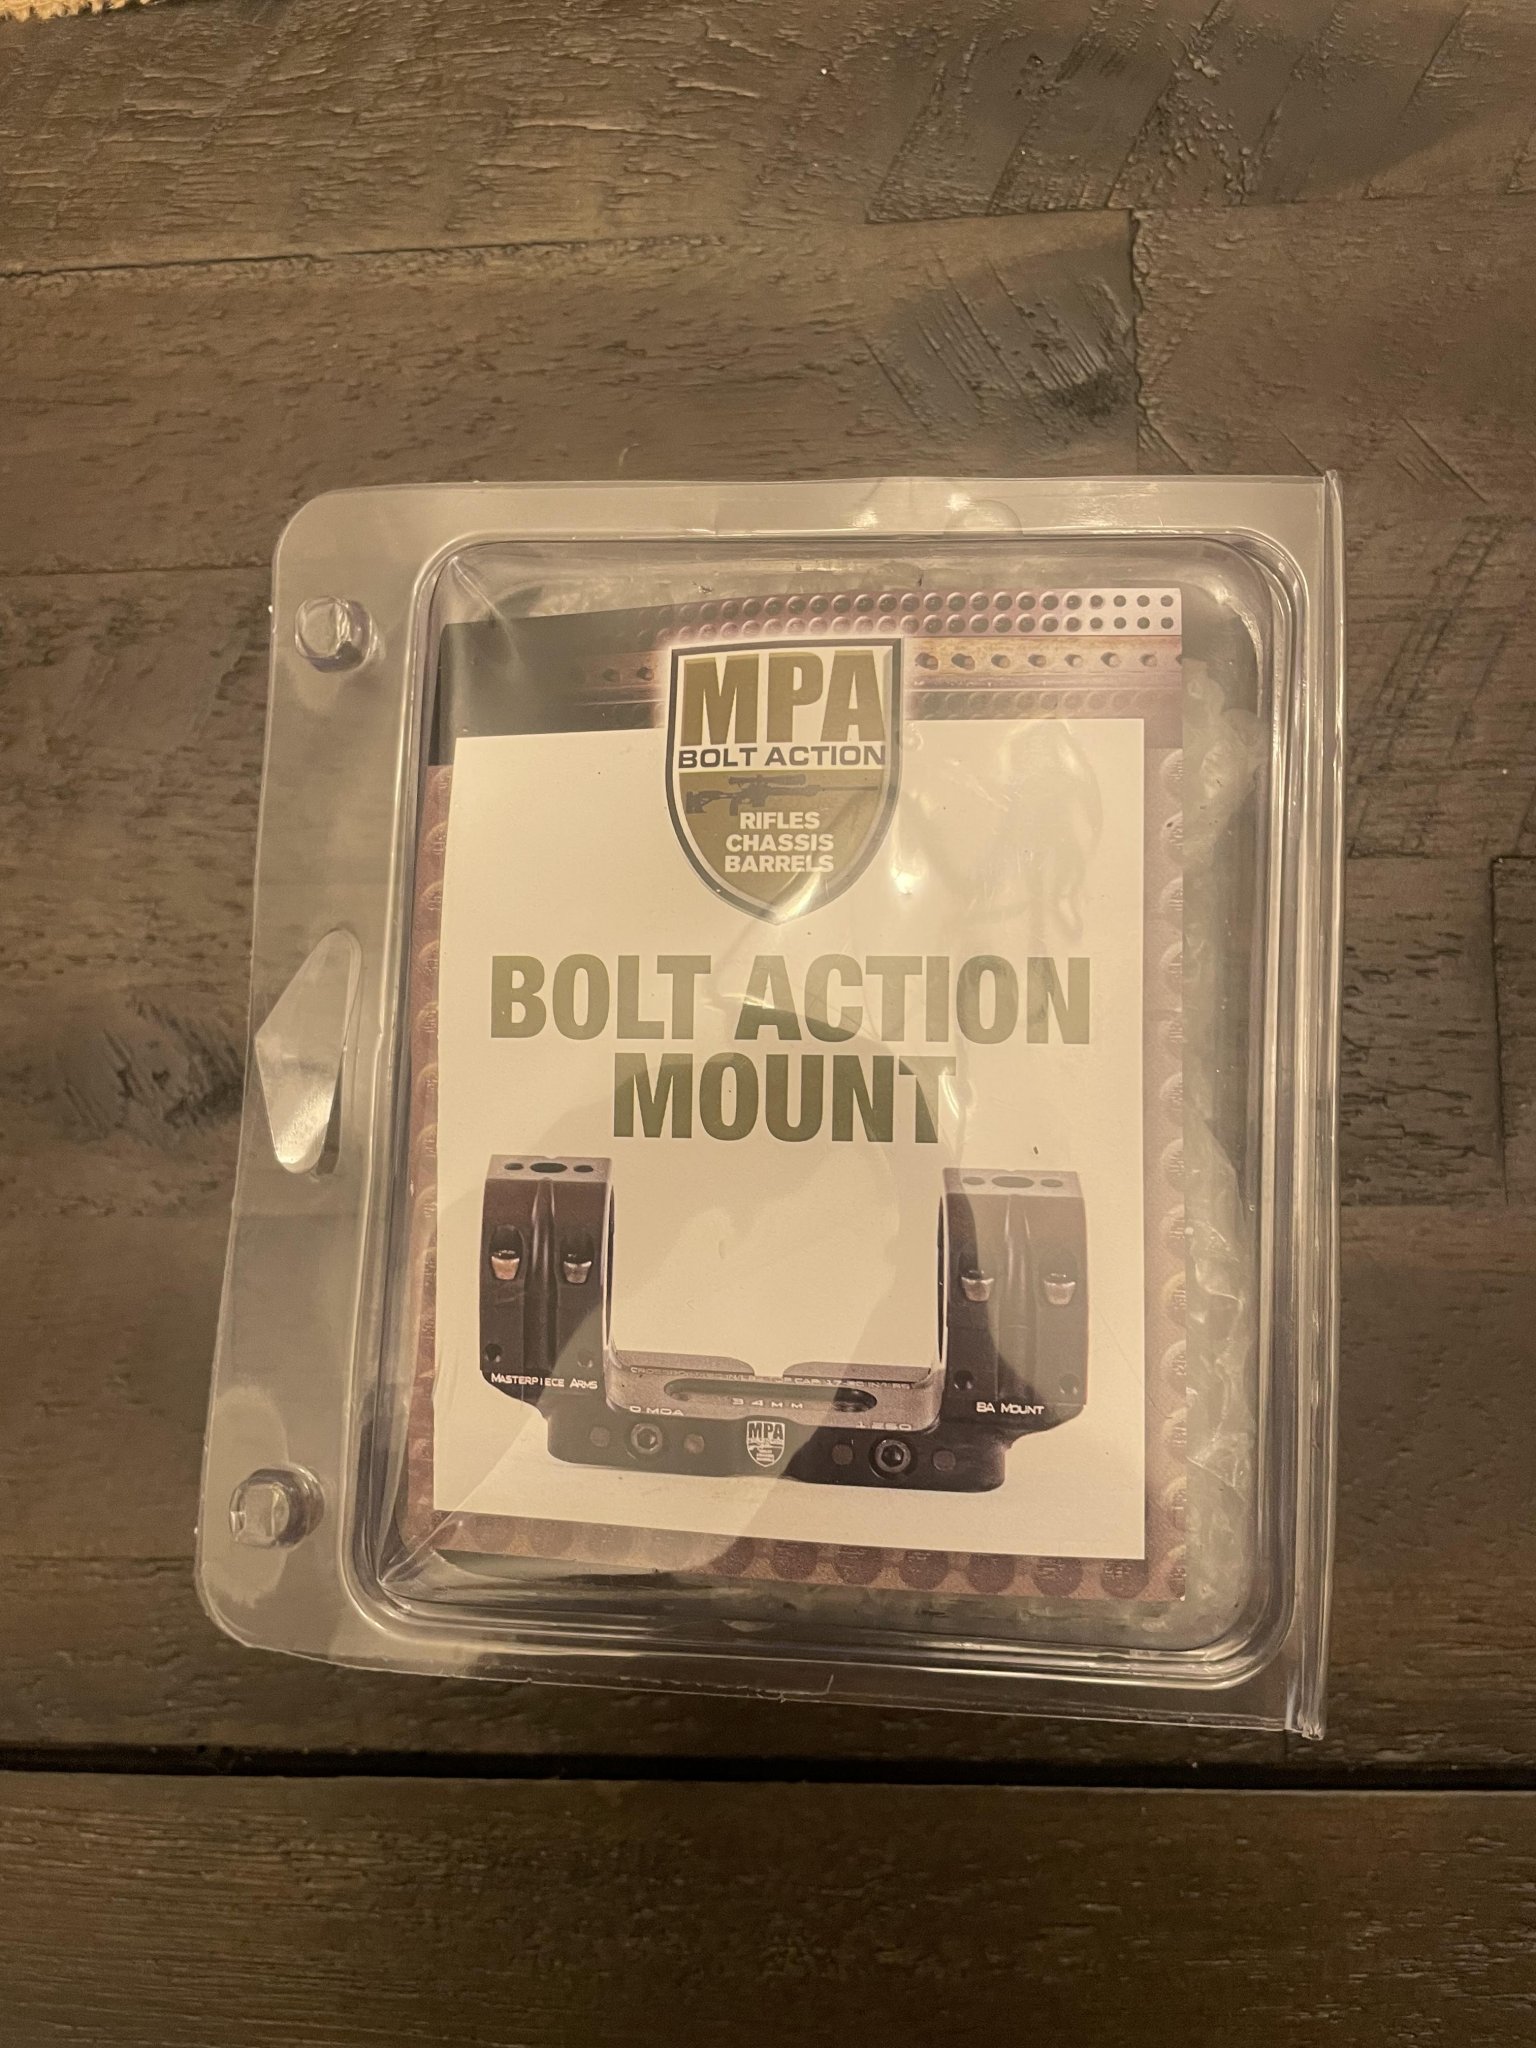 MPA
BOLT ACTION
RIFLES
CHASSIS
BARRELS
BOLT ACTION
MOUNT
MASTERPIECE ARMS
BA MOUNT
34MM
0 MOA
1.250
MPA